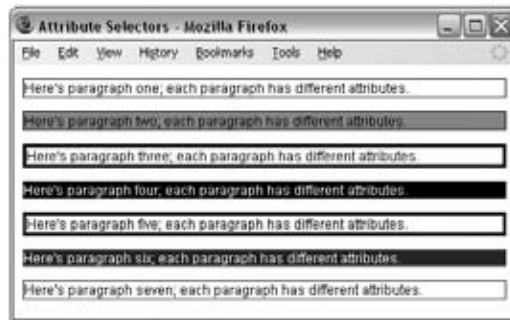 Attribute Selectors - Mozilla Firefox
File Edit View History Bookmarks Tools Help
Here's paragraph one; each paragraph has different attributes.
Here's paragraph two; each paragraph has different attributes.
Here's paragraph three; each paragraph has different attributes.
Here's paragraph four; each paragraph has different attributes.
Here's paragraph five; each paragraph has different attributes.
Here's paragraph six; each paragraph has different attributes.
Here's paragraph seven; each paragraph has different attributes.